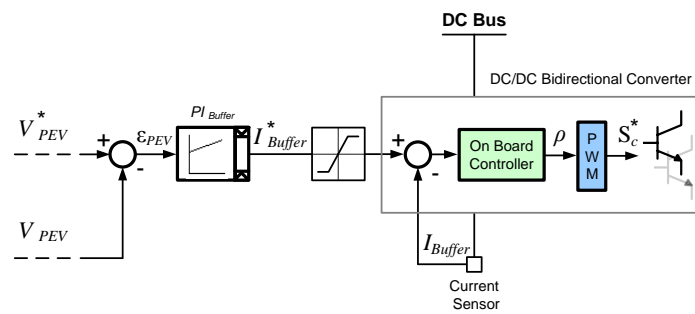 DC Bus
DC/DC Bidirectional Converter
PI Buffer
V*PEV
+
εPEV
-
I*Buffer
+
-
On Board
Controller
ρ
P
W
M
S*c
VPEV
IBuffer
Current
Sensor